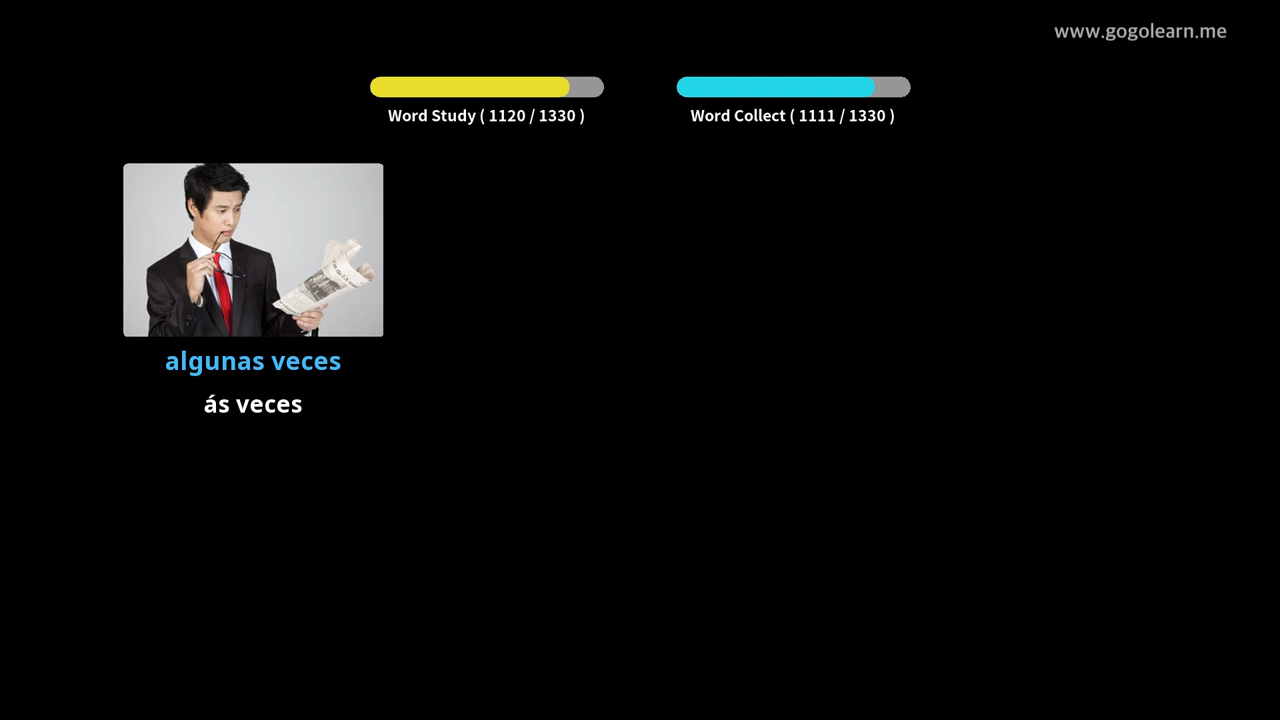 www.gogolearn.me
Word Study ( 1120 / 1330 )
Word Collect ( 1111 / 1330 )
algunas veces
ás veces